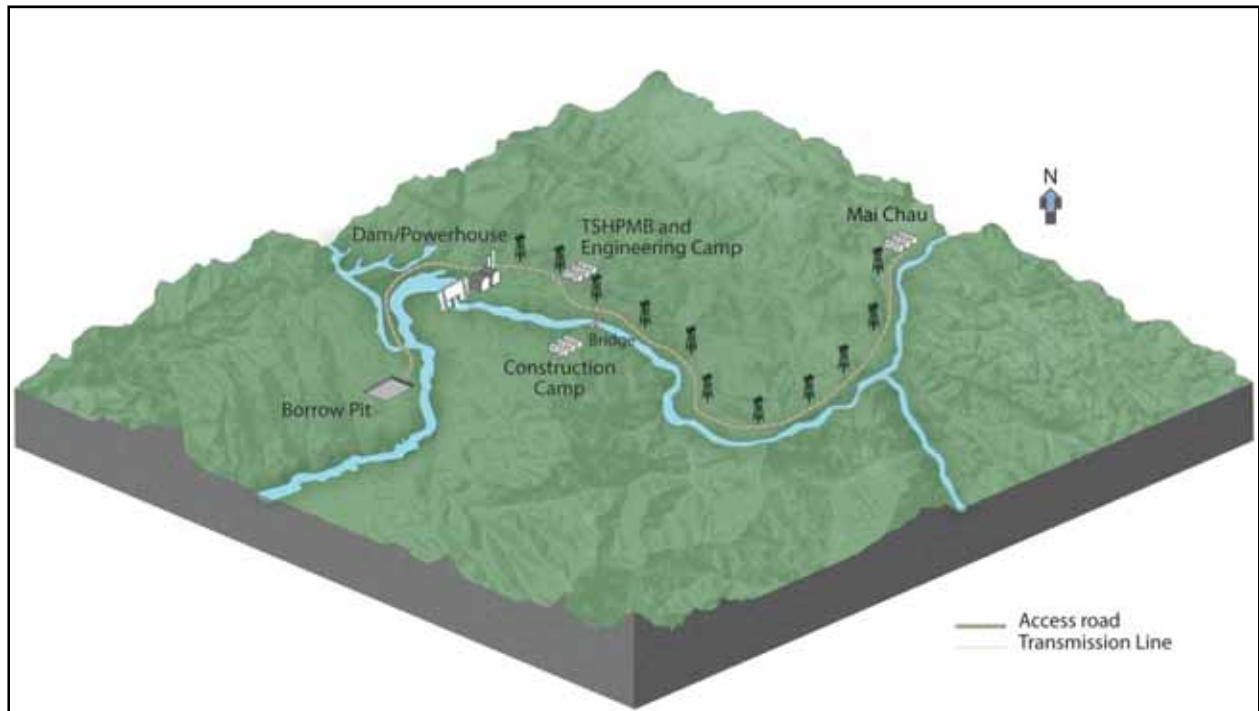 N
Mai Chau
TSHPMB and
Engineering Camp
Dam/Powerhouse
Bridge
Construction
Camp
Borrow Pit
Access road
Transmission Line